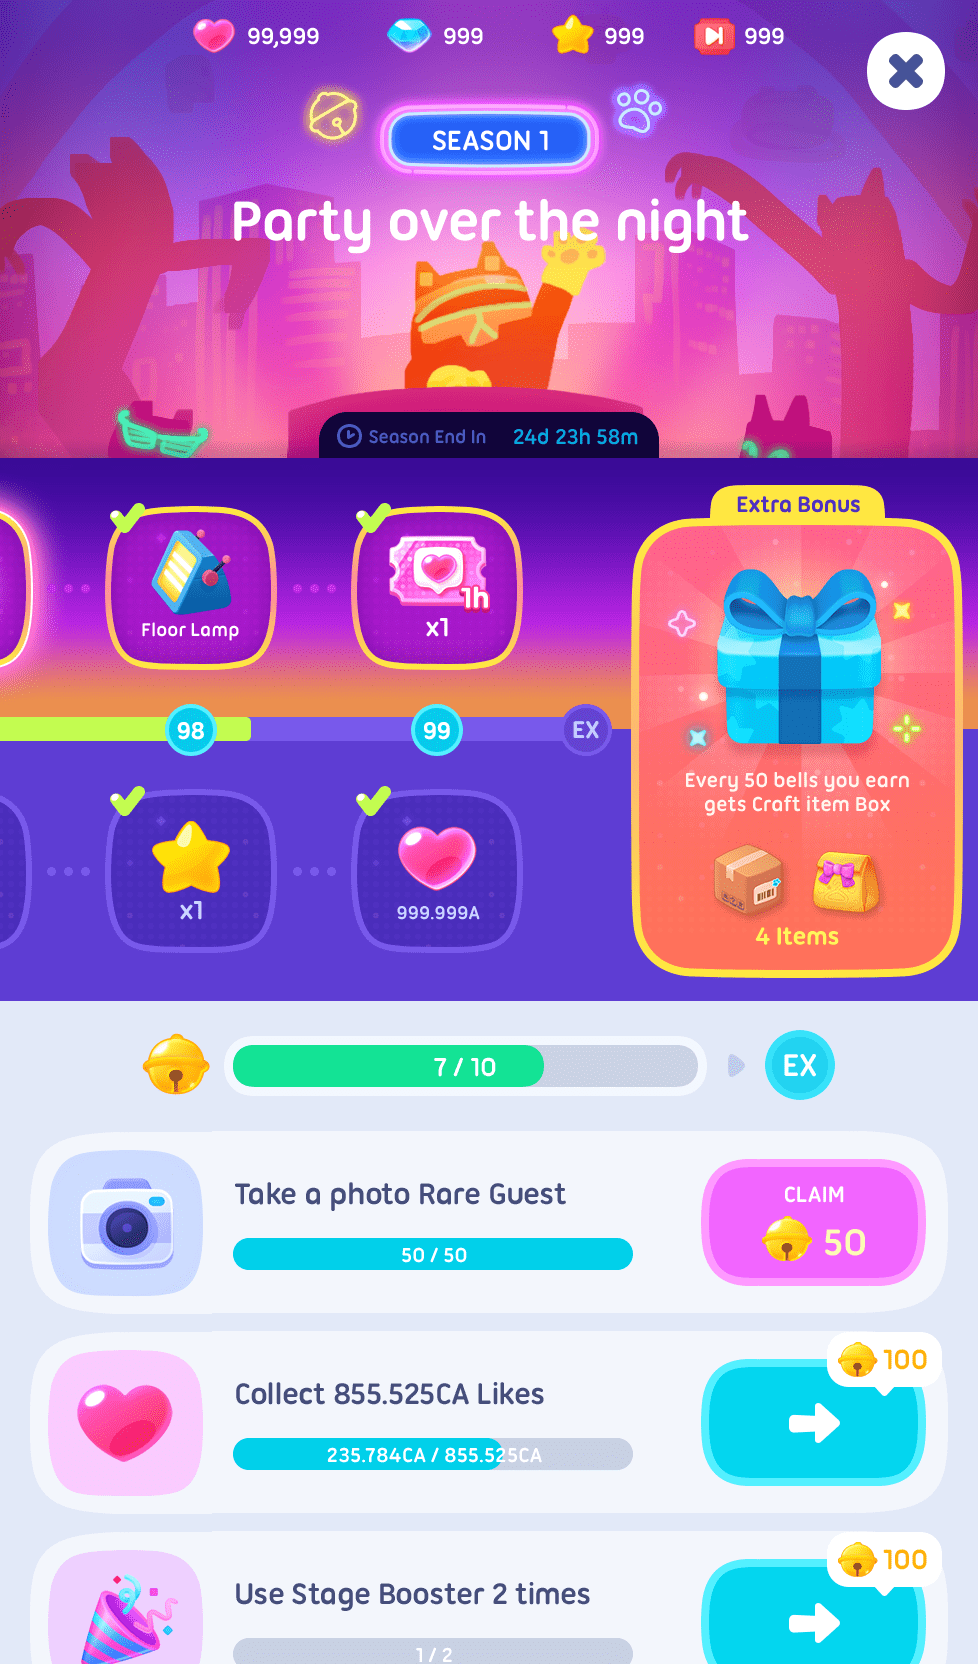 99,999
999
999
999
SEASON 1
Party over the night
Season End In 24d 23h 58m
Extra Bonus
Floor Lamp
1h
x1
98
99
EX
Every 50 bells you earn
gets Craft item Box
x1
999.999A
4 Items
7 / 10
EX
Take a photo Rare Guest
50 / 50
CLAIM
50
Collect 855.525CA Likes
235.784CA / 855.525CA
100
Use Stage Booster 2 times
1 / 2
100